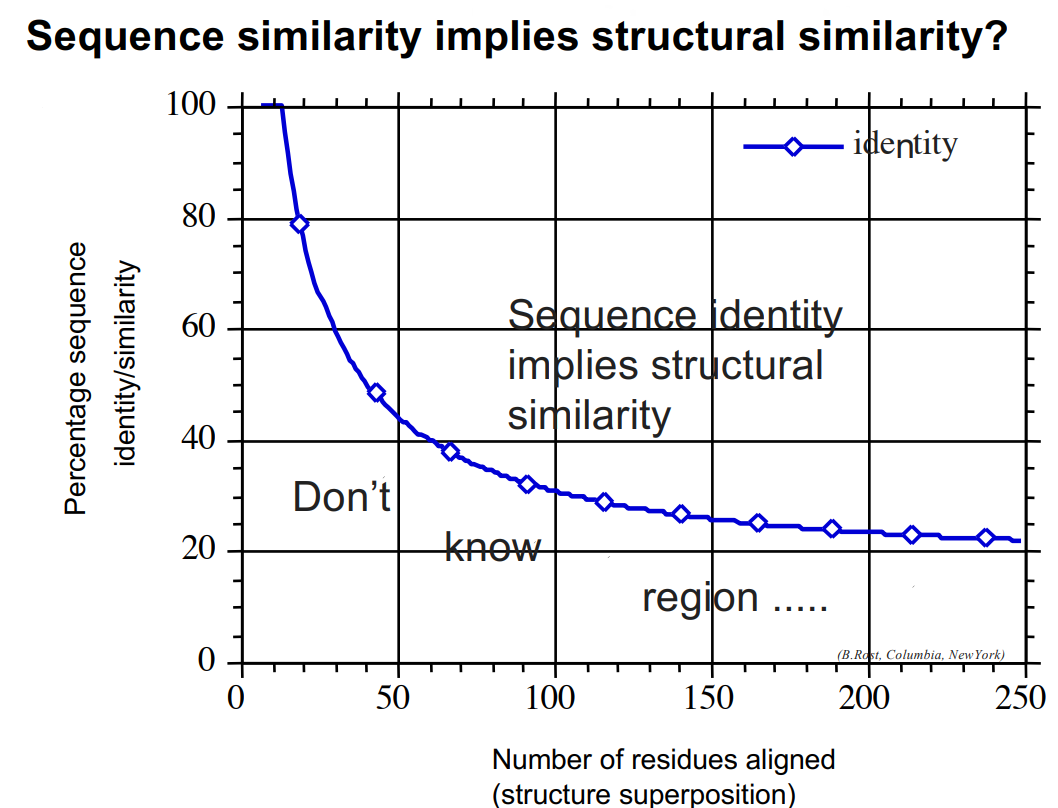 Sequence similarity implies structural similarity?
100
80
60
40
20
0
Percentage sequence
identity/similarity
identity
Sequence identity
implies structural
similarity
Don't
know
region .....
(B.Rost, Columbia, NewYork)
0 50 100 150 200 250
Number of residues aligned
(structure superposition)